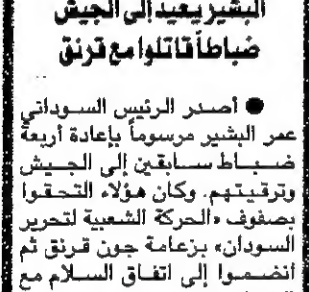 البشير يعيد إلى الجيش
ضباطاً قاتلوا مع قرنق
● أصدر الرئيس السوداني
عمر البشير مرسوماً بإعادة أربعة
ضباط سابقين إلى الجيش
وترقيتهم. وكان هؤلاء التحقوا
بصفوف «الحركة الشعبية لتحرير
السودان» بزعامة جون قرنق ثم
انضموا إلى اتفاق السلام مع